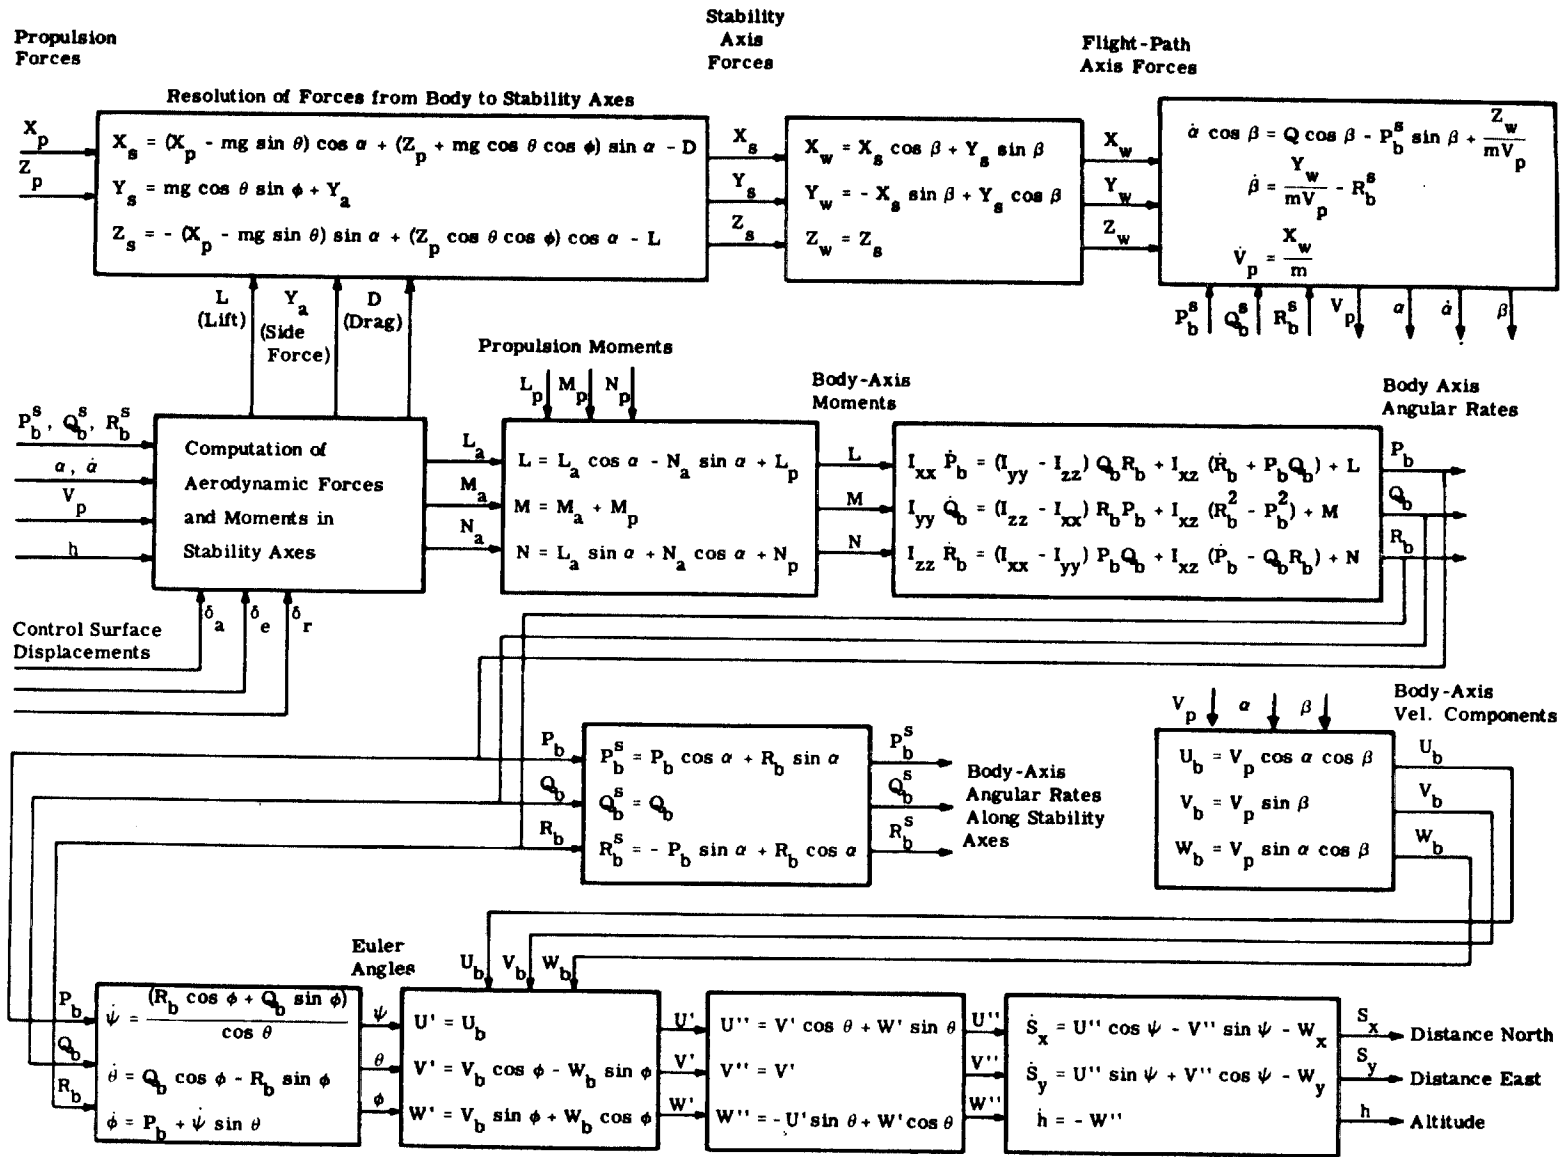 Propulsion
Forces
Stability
Axis
Forces
Flight-Path
Axis Forces
Resolution of Forces from Body to Stability Axes
X_p
Z_p
X_s = (X_p - mg sin θ) cos α + (Z_p + mg cos θ cos φ) sin α - D
Y_s = mg cos θ sin φ + Y_a
Z_s = - (X_p - mg sin θ) sin α + (Z_p cos θ cos φ) cos α - L
X_s
Y_s
Z_s
X_w = X_s cos β + Y_s sin β
Y_w = - X_s sin β + Y_s cos β
Z_w = Z_s
X_w
Y_w
Z_w
α̇ cos β = Q cos β - P_b^s sin β + Z_w / mV_p
β̇ = Y_w / mV_p - R_b^s
V̇_p = X_w / m
P_b^s Q_b^s R_b^s V_p α α̇ β
L
(Lift)
Y_a
(Side
Force)
D
(Drag)
Propulsion Moments
L_p M_p N_p
Body-Axis
Moments
Body Axis
Angular Rates
P_b^s, Q_b^s, R_b^s
α, α̇
V_p
h
Computation of
Aerodynamic Forces
and Moments in
Stability Axes
L_a
M_a
N_a
L = L_a cos α - N_a sin α + L_p
M = M_a + M_p
N = L_a sin α + N_a cos α + N_p
L
M
N
I_xx Ṗ_b = (I_yy - I_zz) Q_b R_b + I_xz (Ṙ_b + P_b Q_b) + L
I_yy Q̇_b = (I_zz - I_xx) R_b P_b + I_xz (R_b^2 - P_b^2) + M
I_zz Ṙ_b = (I_xx - I_yy) P_b Q_b + I_xz (Ṗ_b - Q_b R_b) + N
P_b
Q_b
R_b
Control Surface
Displacements
δ_a δ_e δ_r
P_b
Q_b
R_b
P_b^s = P_b cos α + R_b sin α
Q_b^s = Q_b
R_b^s = - P_b sin α + R_b cos α
P_b^s
Q_b^s
R_b^s
Body-Axis
Angular Rates
Along Stability
Axes
V_p α β
Body-Axis
Vel. Components
U_b = V_p cos α cos β
V_b = V_p sin β
W_b = V_p sin α cos β
U_b
V_b
W_b
Euler
Angles
U_b V_b W_b
P_b
Q_b
R_b
ψ̇ = (R_b cos φ + Q_b sin φ) / cos θ
θ̇ = Q_b cos φ - R_b sin φ
φ̇ = P_b + ψ̇ sin θ
ψ
θ
φ
U' = U_b
V' = V_b cos φ - W_b sin φ
W' = V_b sin φ + W_b cos φ
U'
V'
W'
U'' = V' cos θ + W' sin θ
V'' = V'
W'' = - U' sin θ + W' cos θ
U''
V''
W''
Ṡ_x = U'' cos ψ - V'' sin ψ - W_x
Ṡ_y = U'' sin ψ + V'' cos ψ - W_y
ḣ = - W''
S_x
Distance North
S_y
Distance East
h
Altitude